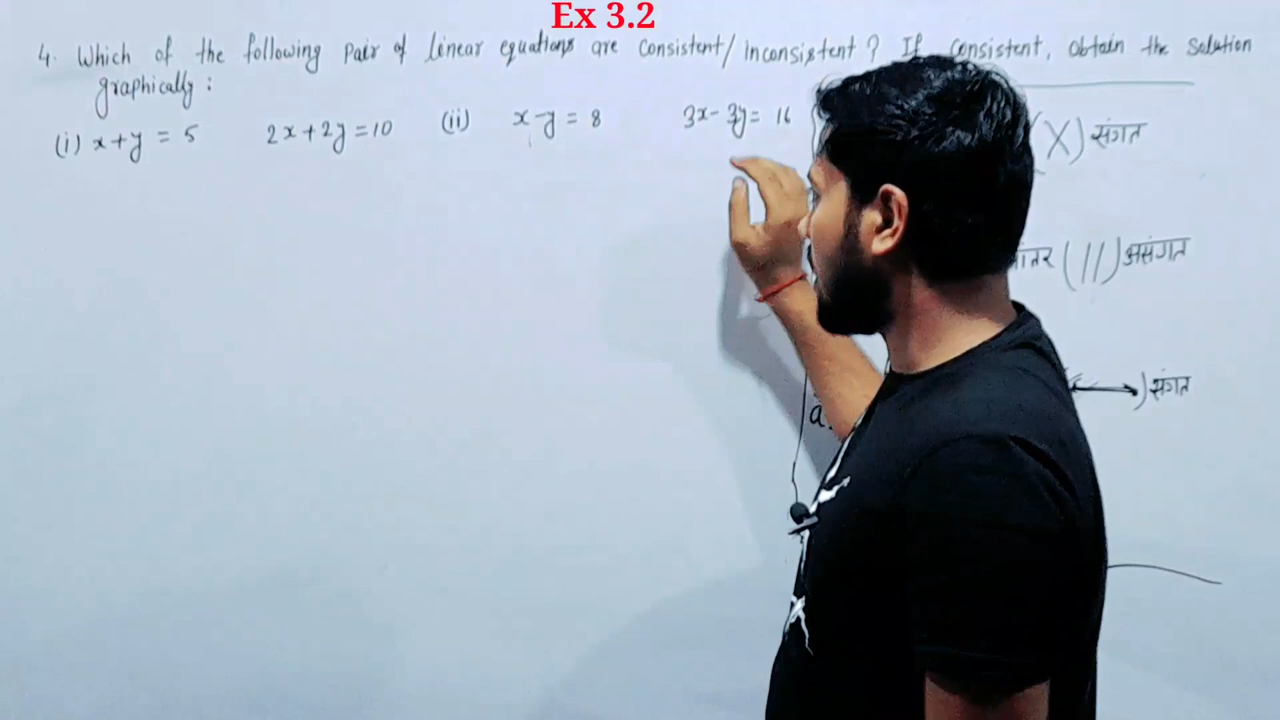 Ex 3.2
4. Which of the following pair of linear equations are consistent/inconsistent? If consistent, obtain the solution
graphically:
(i) x+y = 5 2x+2y=10 (ii) x-y = 8 3x-3y= 16
(X) संगत
(//) असंगत
) संगत
a